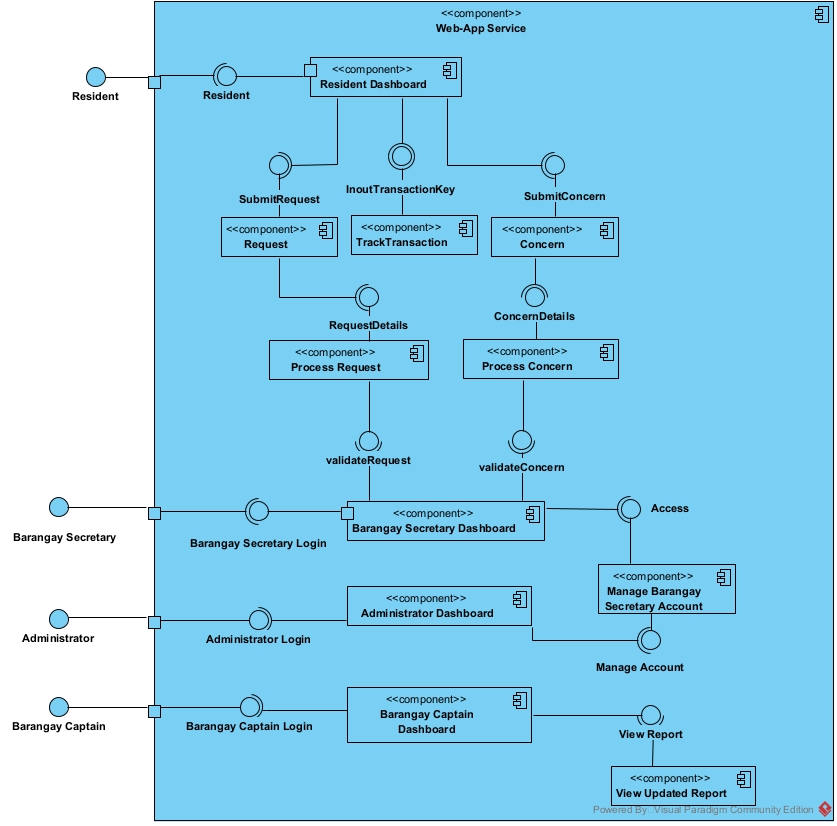 <<component>>
Web-App Service
Resident
Resident
<<component>>
Resident Dashboard
SubmitRequest
InoutTransactionKey
SubmitConcern
<<component>>
Request
<<component>>
TrackTransaction
<<component>>
Concern
RequestDetails
ConcernDetails
<<component>>
Process Request
<<component>>
Process Concern
validateRequest
validateConcern
Barangay Secretary
Barangay Secretary Login
<<component>>
Barangay Secretary Dashboard
Access
<<component>>
Manage Barangay
Secretary Account
Administrator
Administrator Login
<<component>>
Administrator Dashboard
Manage Account
Barangay Captain
Barangay Captain Login
<<component>>
Barangay Captain
Dashboard
View Report
<<component>>
View Updated Report
Powered By: Visual Paradigm Community Edition